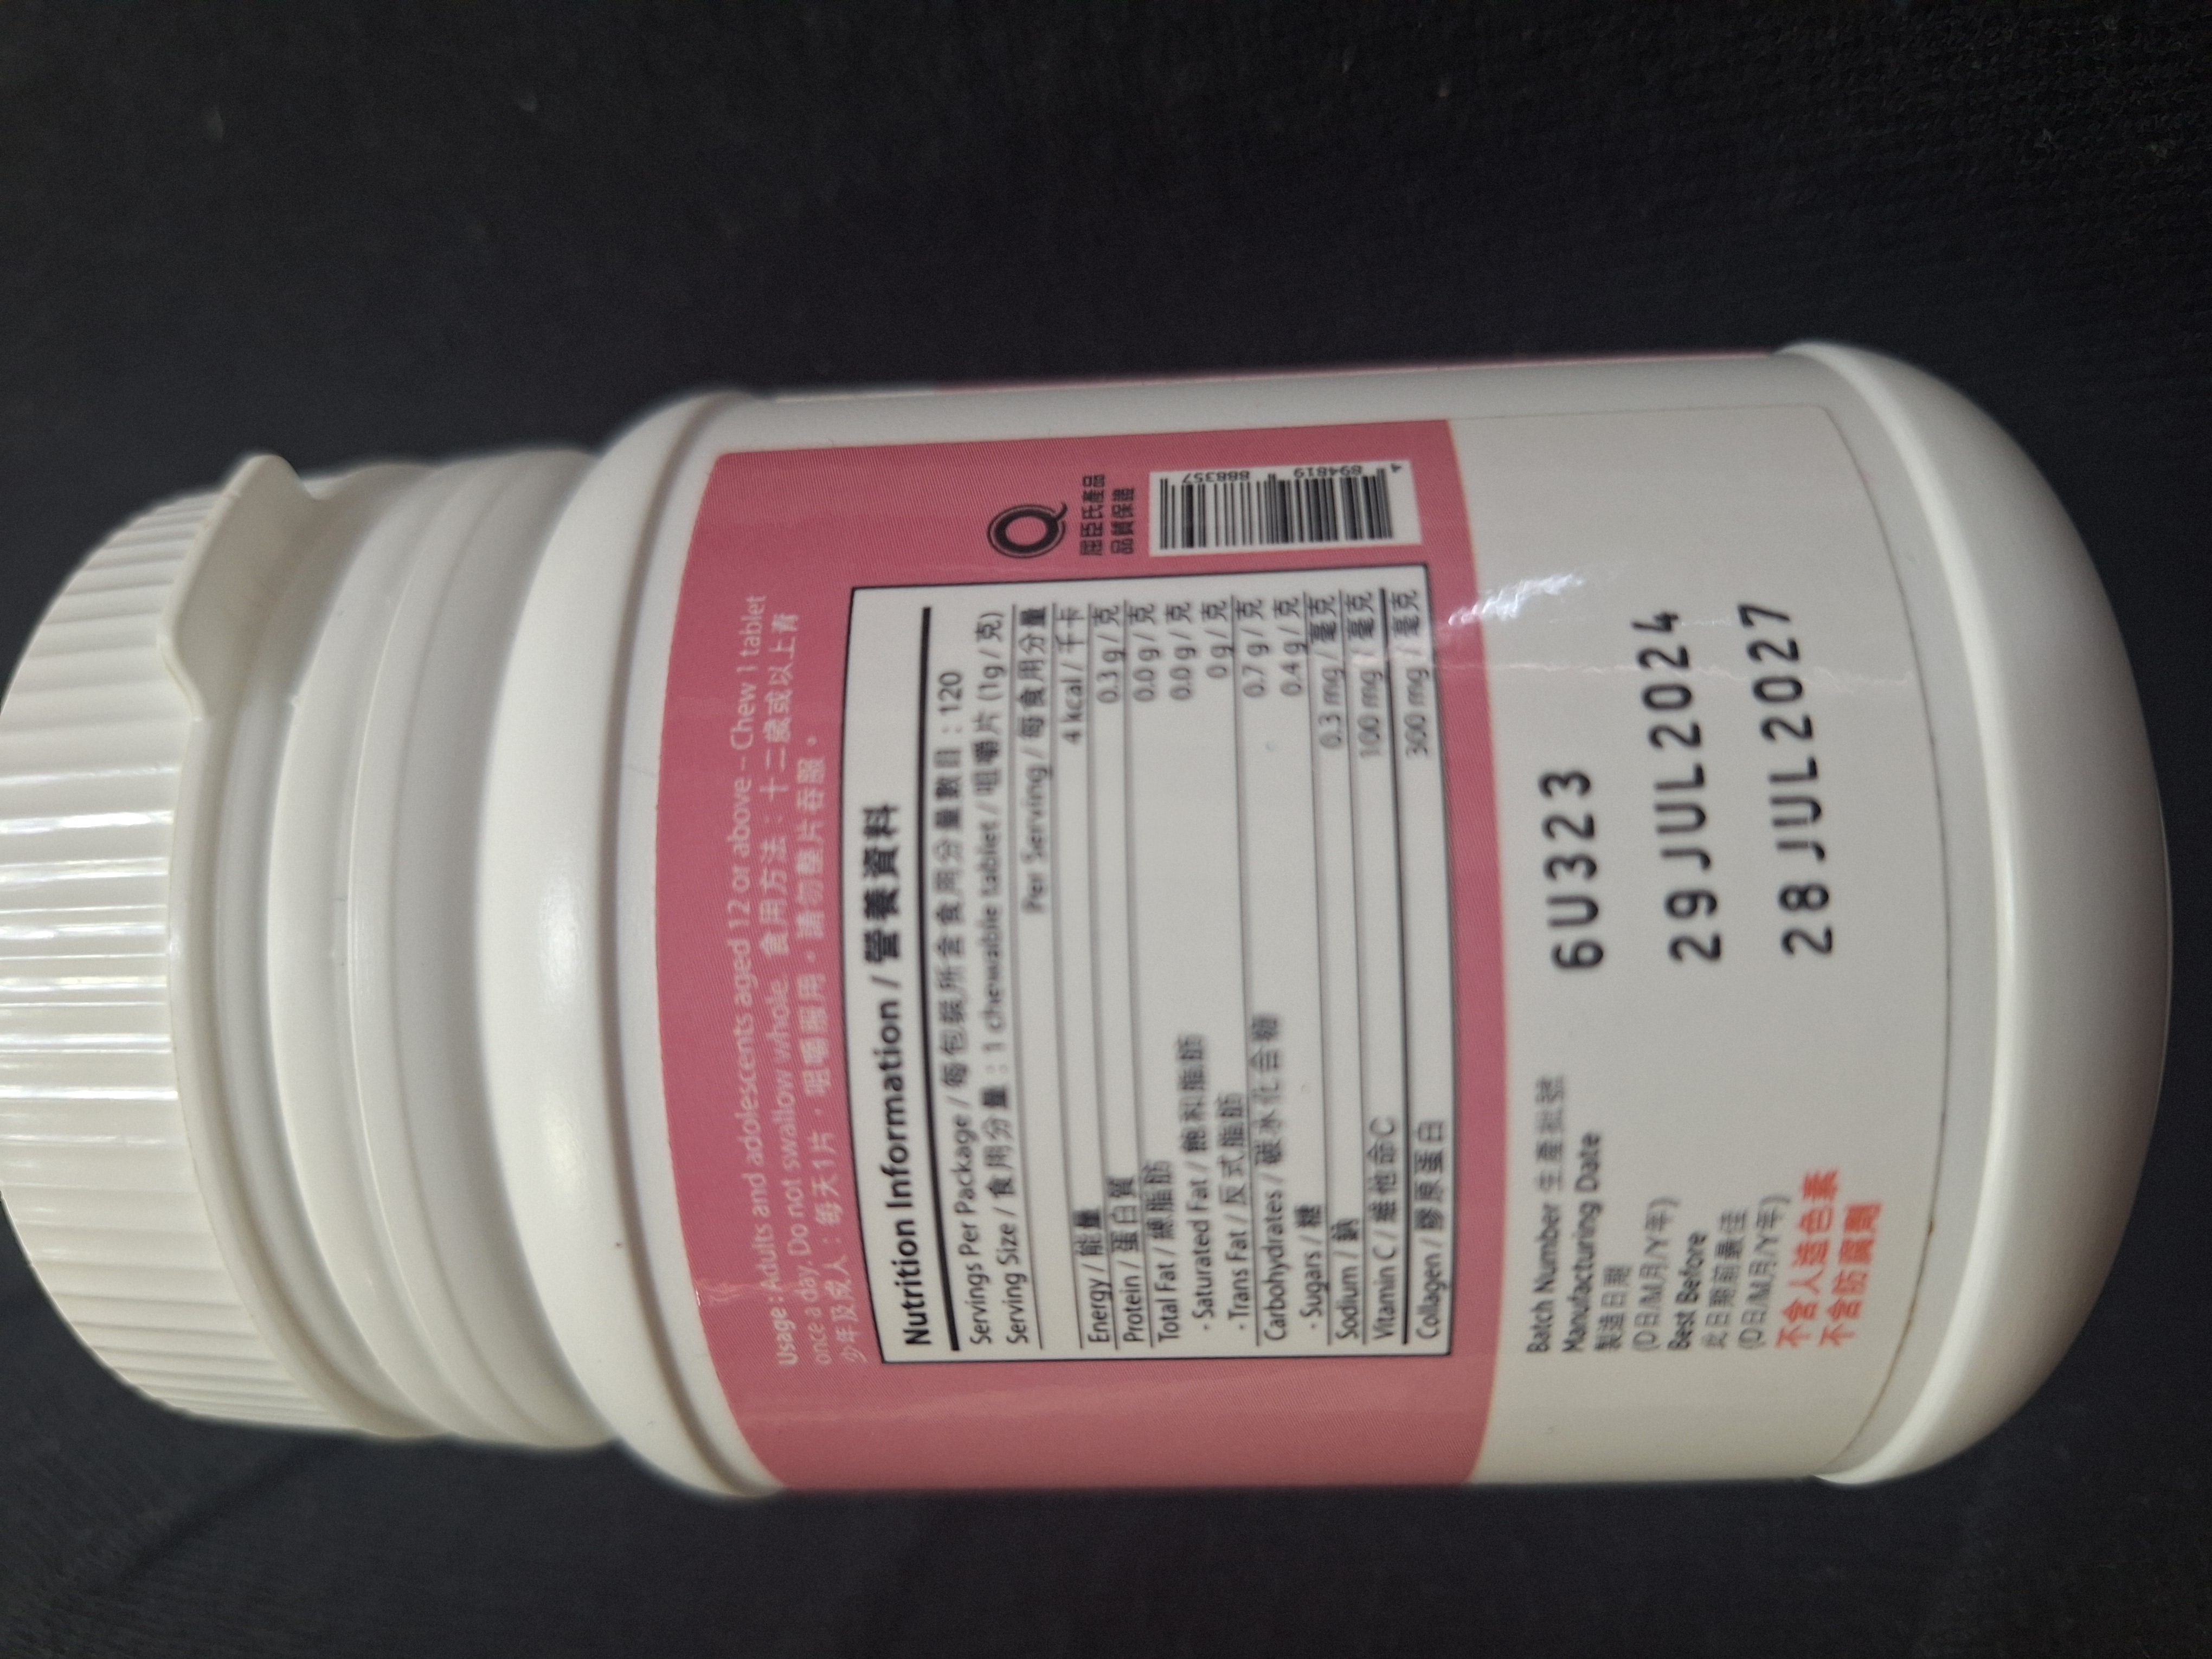 Usage : Adults and adolescents aged 12 or above – Chew 1 tablet
once a day. Do not swallow whole. 食用方法：十二歲或以上青
少年及成人：每天1片，咀嚼服用。請勿整片吞服。
Nutrition Information / 營養資料
Servings Per Package / 每包裝所含食用分量數目 : 120
Serving Size / 食用分量 : 1 chewable tablet / 咀嚼片 (1g / 克)
Per Serving / 每食用分量
Energy / 能量 4 kcal / 千卡
Protein / 蛋白質 0.3 g / 克
Total Fat / 總脂肪 0.0 g / 克
- Saturated Fat / 飽和脂肪 0.0 g / 克
- Trans Fat / 反式脂肪 0 g / 克
Carbohydrates / 碳水化合物 0.7 g / 克
- Sugars / 糖 0.4 g / 克
Sodium / 鈉 0.3 mg / 毫克
Vitamin C / 維他命C 100 mg / 毫克
Collagen / 膠原蛋白 300 mg / 毫克
Q
屈臣氏產品
品質保證
4 894819 888357
Batch Number 生產批號 6U323
Manufacturing Date
製造日期 29 JUL 2024
(D日/M月/Y年)
Best Before
此日期前最佳 28 JUL 2027
(D日/M月/Y年)
不含人造色素
不含防腐劑